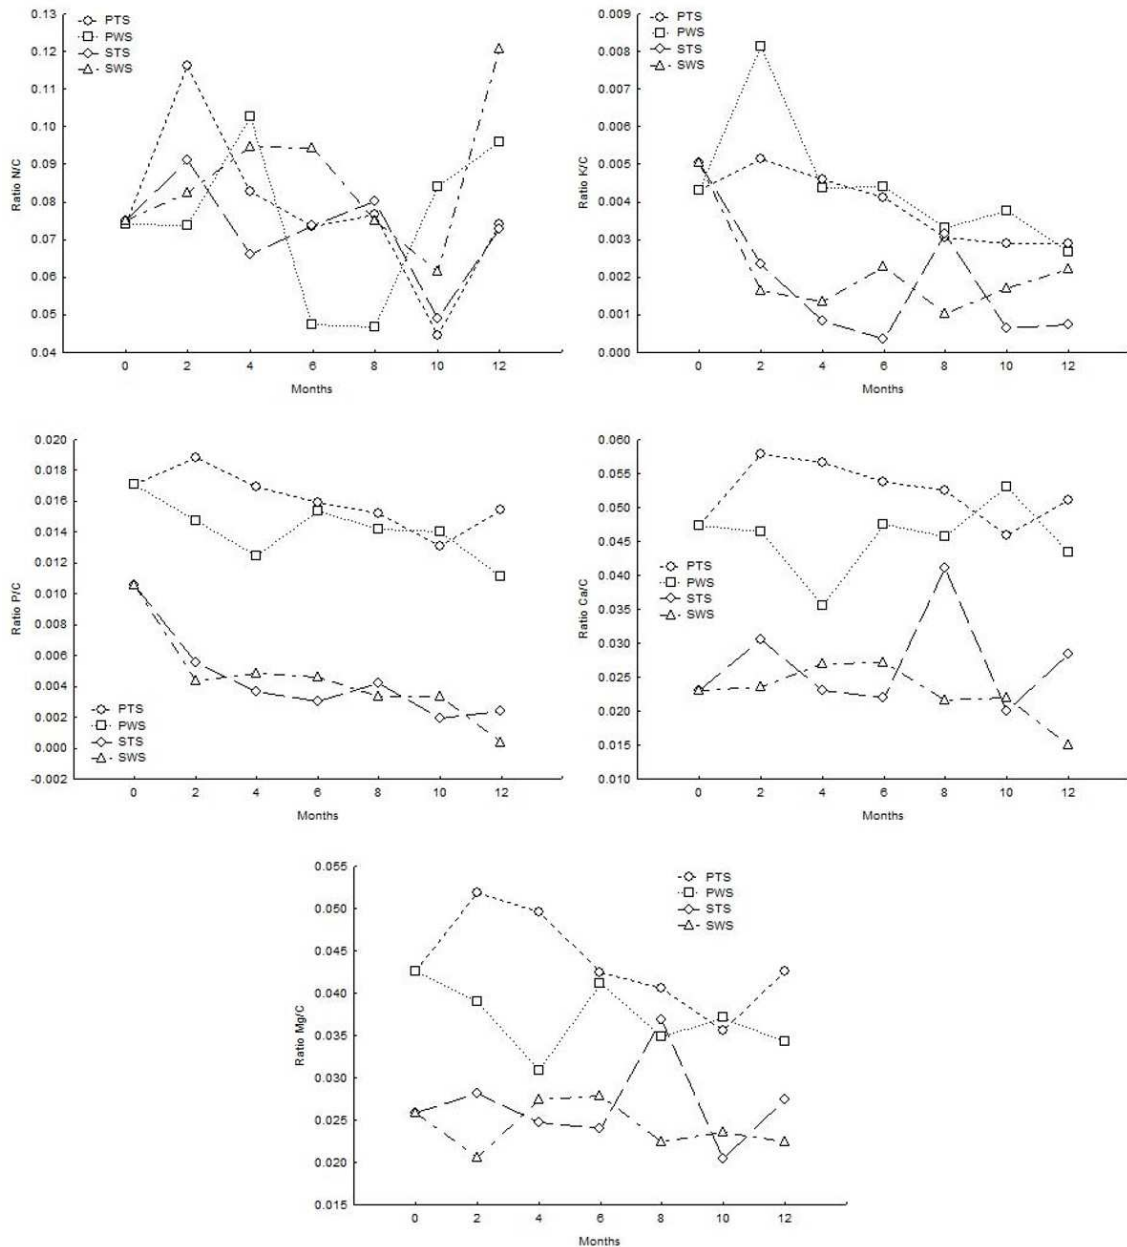 0.13
0.12
0.11
0.10
0.09
0.08
0.07
0.06
0.05
0.04
Ratio N/C
PTS
PWS
STS
SWS
0 2 4 6 8 10 12
Months
0.009
0.008
0.007
0.006
0.005
0.004
0.003
0.002
0.001
0.000
Ratio K/C
PTS
PWS
STS
SWS
0 2 4 6 8 10 12
Months
0.020
0.018
0.016
0.014
0.012
0.010
0.008
0.006
0.004
0.002
0.000
-0.002
Ratio P/C
PTS
PWS
STS
SWS
0 2 4 6 8 10 12
Months
0.060
0.055
0.050
0.045
0.040
0.035
0.030
0.025
0.020
0.015
0.010
Ratio Ca/C
PTS
PWS
STS
SWS
0 2 4 6 8 10 12
Months
0.055
0.050
0.045
0.040
0.035
0.030
0.025
0.020
0.015
Ratio Mg/C
PTS
PWS
STS
SWS
0 2 4 6 8 10 12
Months